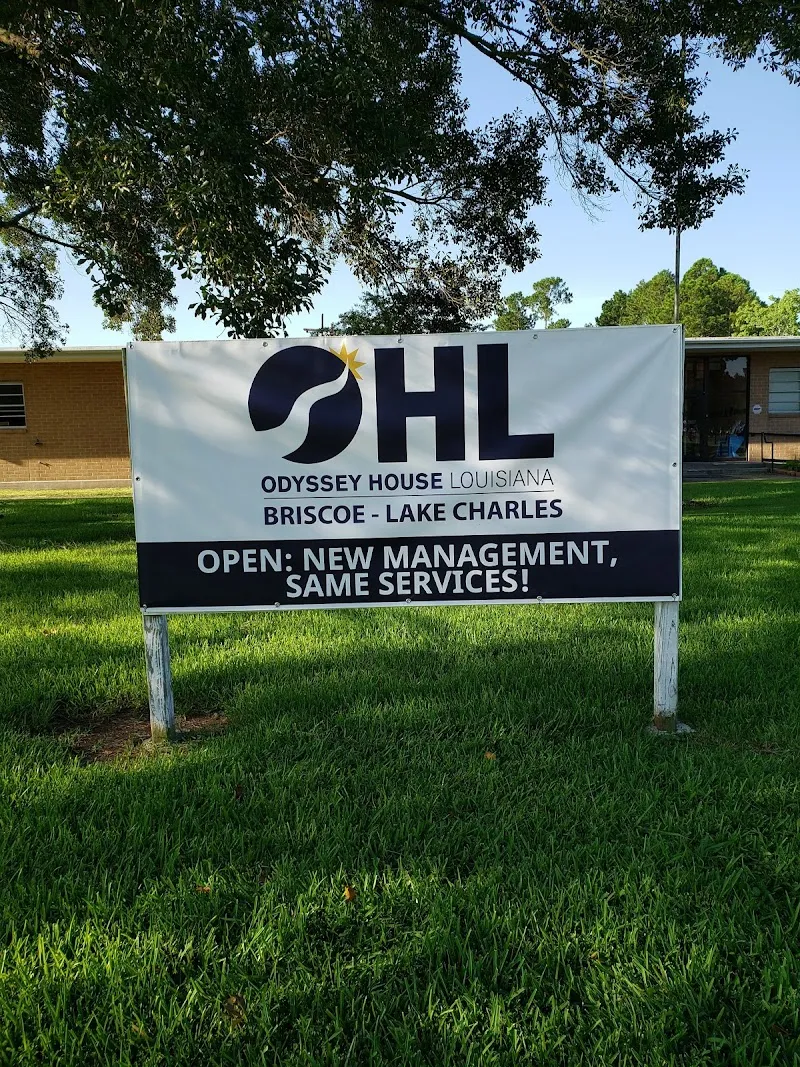 OHL
ODYSSEY HOUSE LOUISIANA
BRISCOE - LAKE CHARLES
OPEN: NEW MANAGEMENT,
SAME SERVICES!